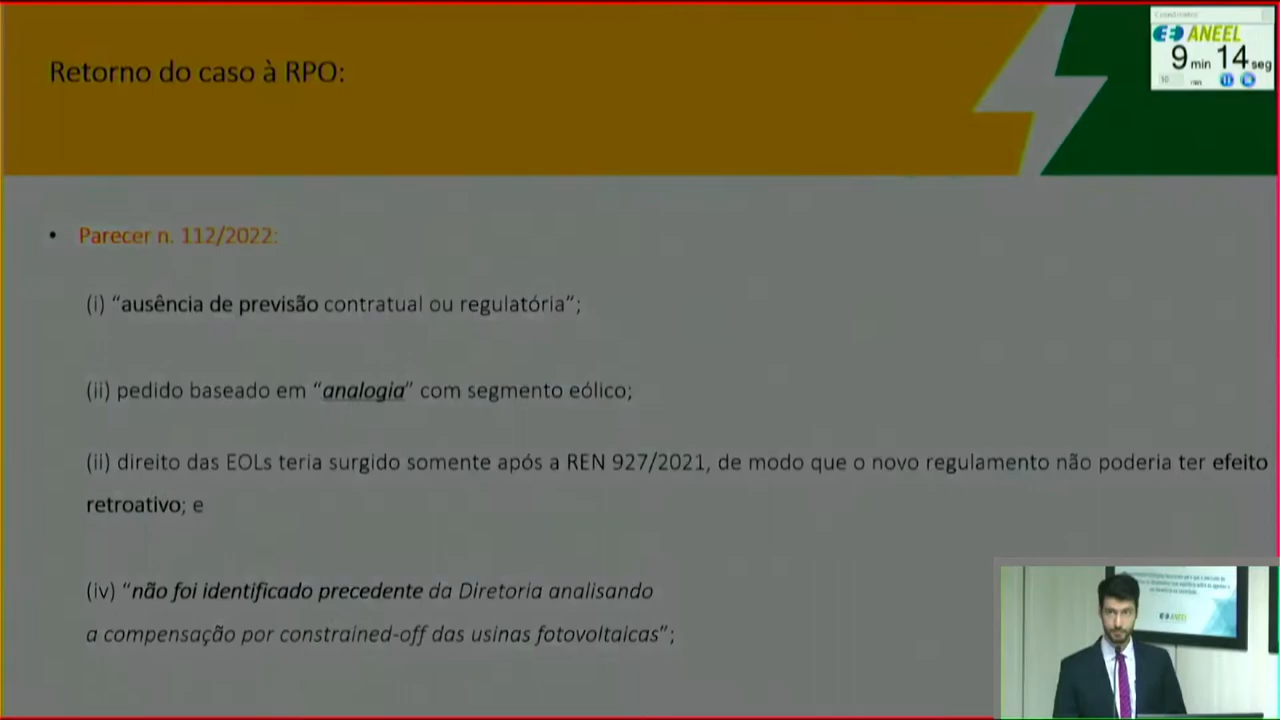 Retorno do caso à RPO:
ANEEL
9 min 14 seg
10
• Parecer n. 112/2022:
(i) “ausência de previsão contratual ou regulatória”;
(ii) pedido baseado em “analogia” com segmento eólico;
(ii) direito das EOLs teria surgido somente após a REN 927/2021, de modo que o novo regulamento não poderia ter efeito
retroativo; e
(iv) “não foi identificado precedente da Diretoria analisando
a compensação por constrained-off das usinas fotovoltaicas”;
ANEEL